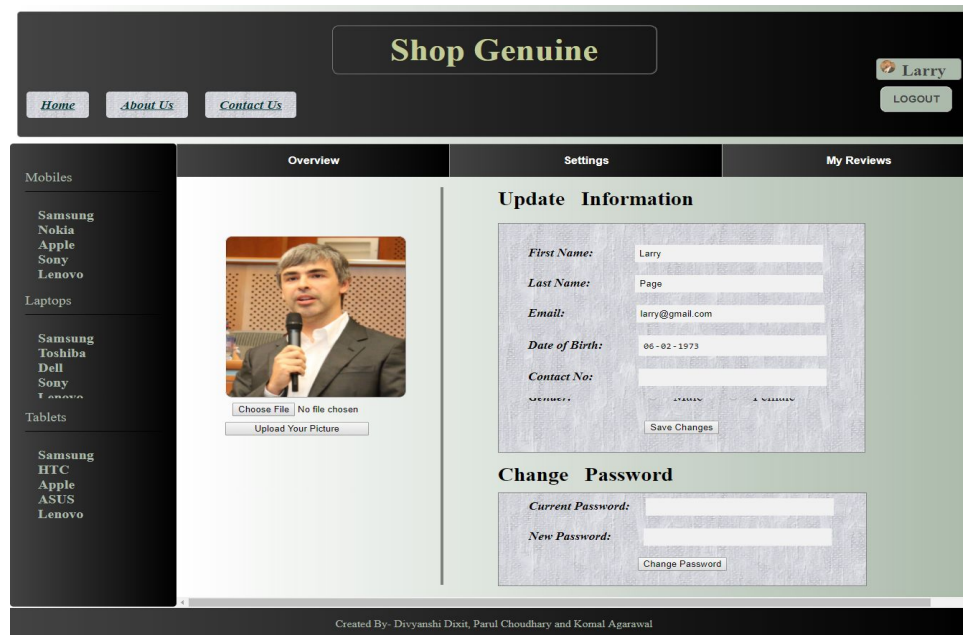 Shop Genuine
Larry
LOGOUT
Home About Us Contact Us
Overview Settings My Reviews
Mobiles
Samsung
Nokia
Apple
Sony
Lenovo
Laptops
Samsung
Toshiba
Dell
Sony
Lenovo
Tablets
Samsung
HTC
Apple
ASUS
Lenovo
Choose File No file chosen
Upload Your Picture
Update Information
First Name: Larry
Last Name: Page
Email: larry@gmail.com
Date of Birth: 06-02-1973
Contact No:
Gender: Male Female
Save Changes
Change Password
Current Password:
New Password:
Change Password
Created By- Divyanshi Dixit, Parul Choudhary and Komal Agarawal